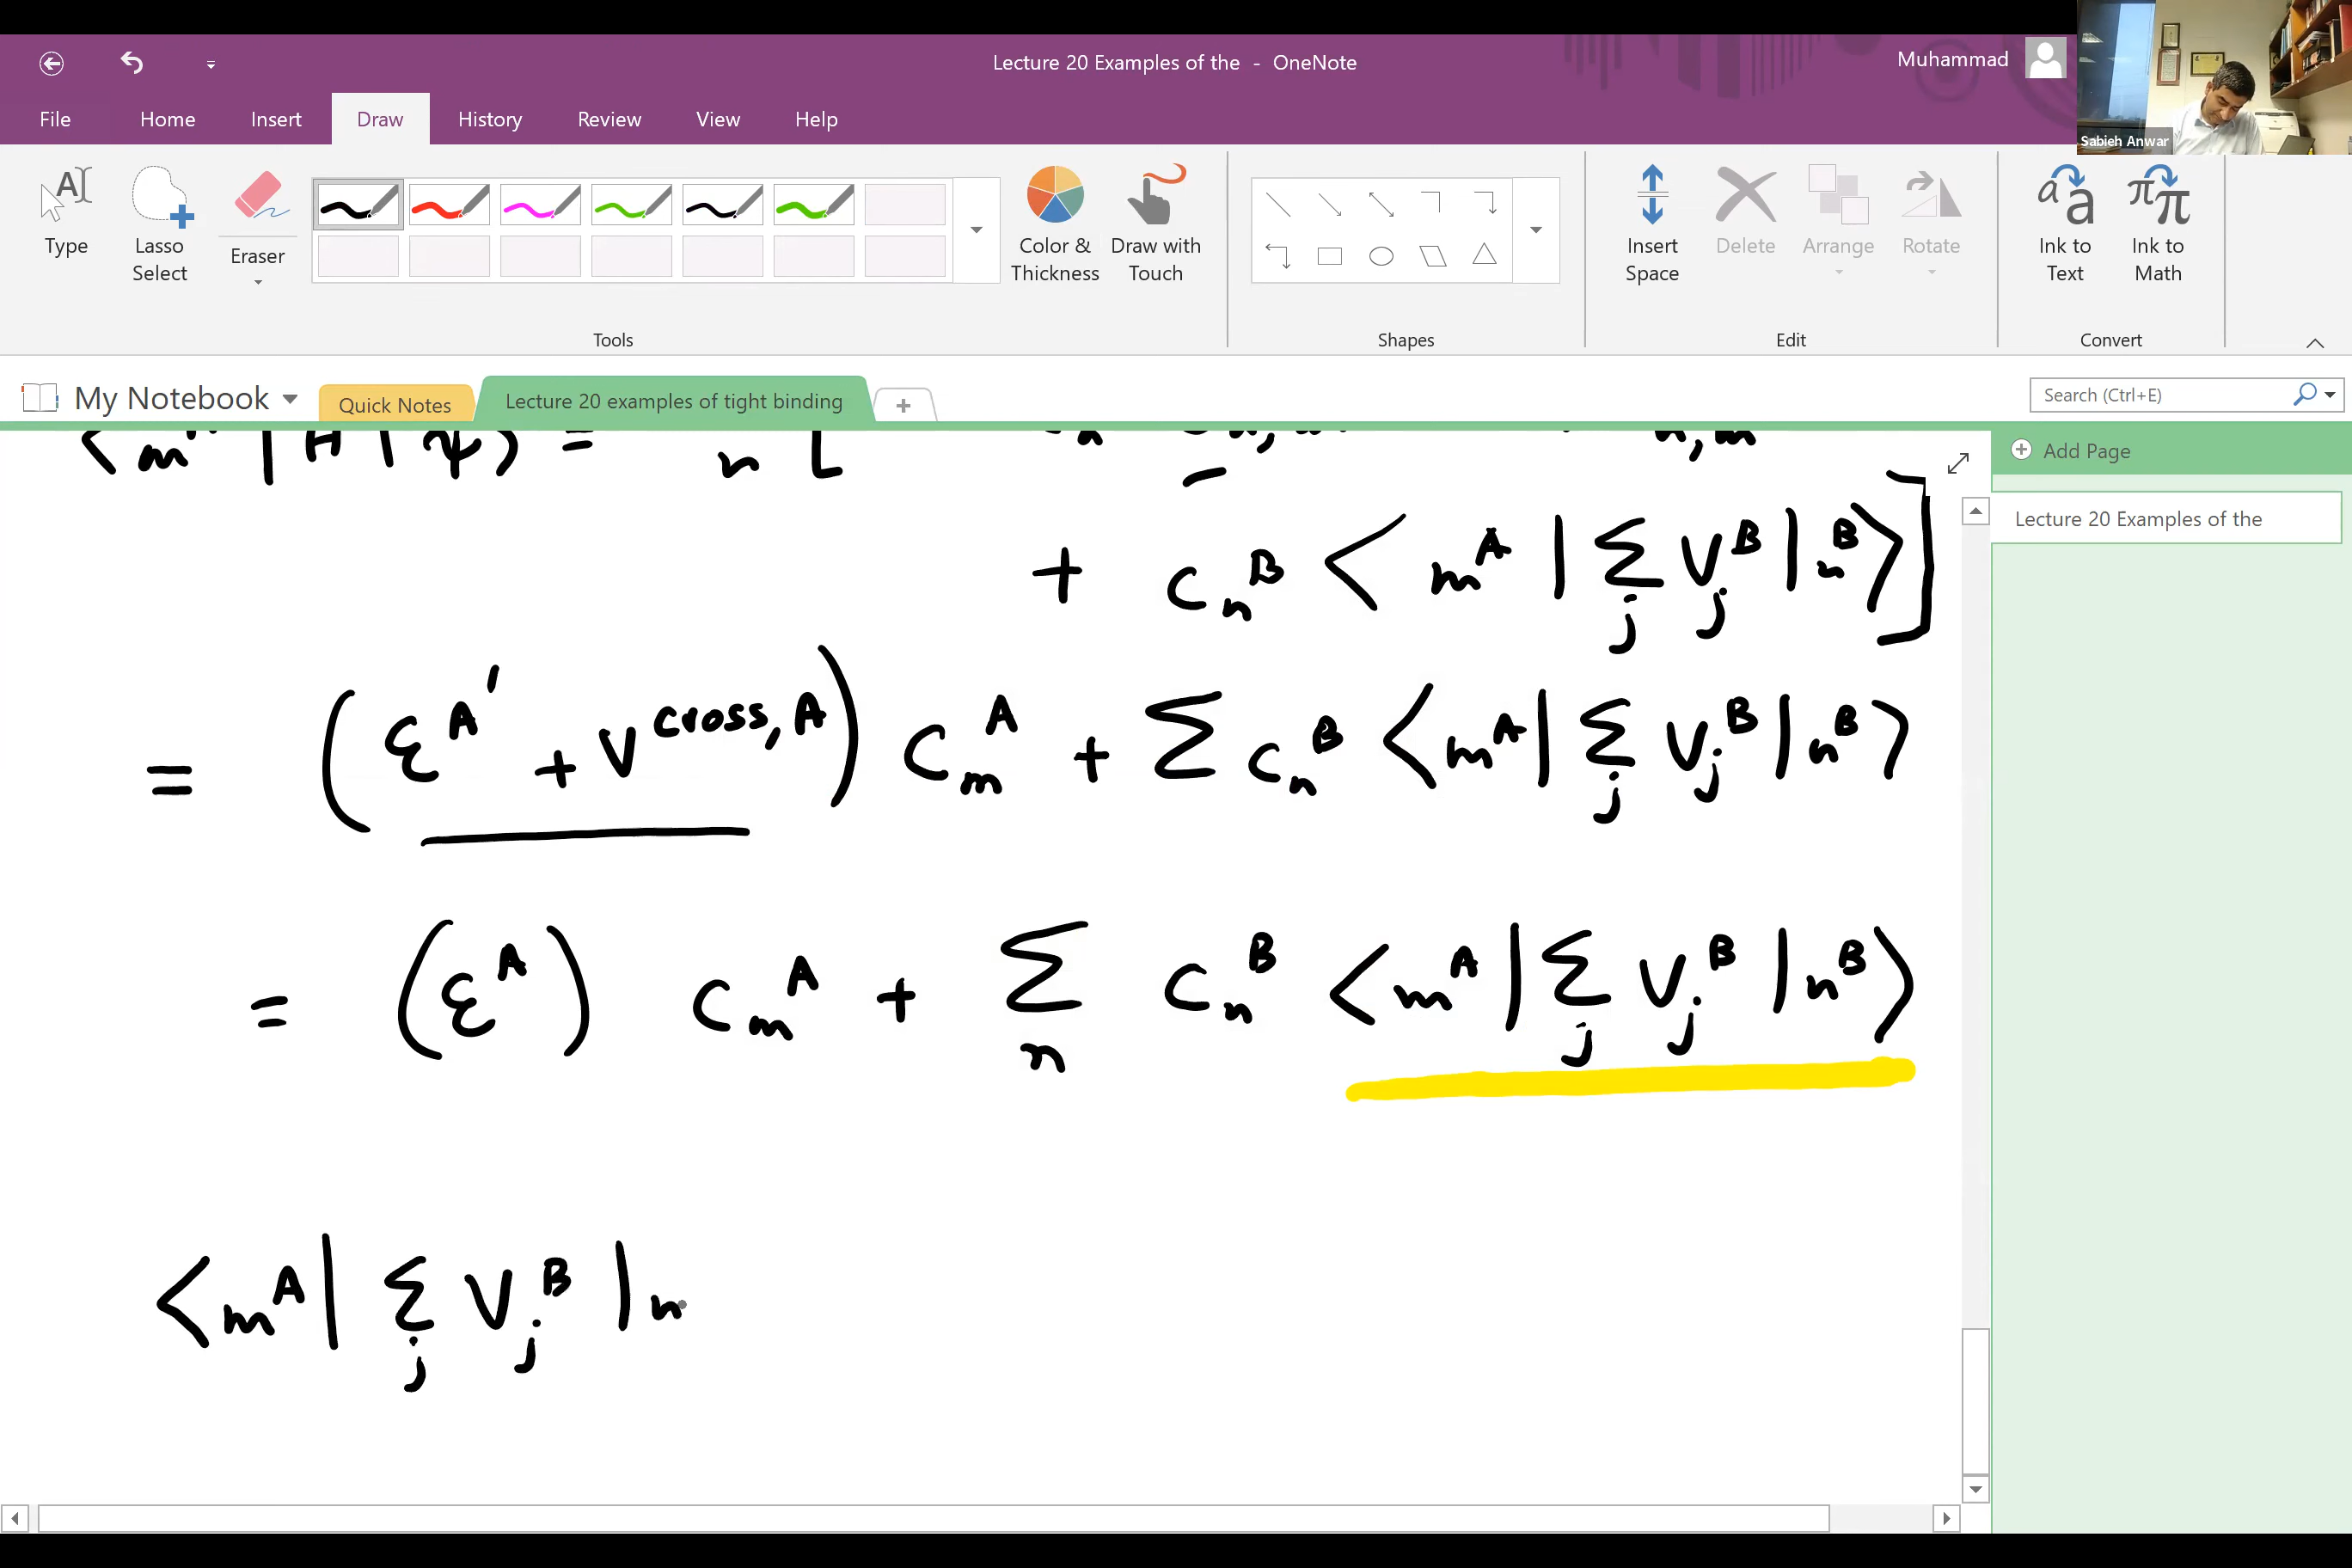 Lecture 20 Examples of the - OneNote
Muhammad
Sabieh Anwar
File Home Insert Draw History Review View Help
Type
Lasso Select
Eraser
Color & Thickness
Draw with Touch
Insert Space
Delete
Arrange
Rotate
Ink to Text
Ink to Math
Tools Shapes Edit Convert
My Notebook
Quick Notes
Lecture 20 examples of tight binding
Search (Ctrl+E)
Add Page
Lecture 20 Examples of the
+ c_n^B < m^A | Σ_j V_j^B | n^B > ]
= ( ε^A' + V^{cross, A} ) C_m^A + Σ c_n^B < m^A | Σ_j V_j^B | n^B >
= ( ε^A ) C_m^A + Σ_n C_n^B < m^A | Σ_j V_j^B | n^B >
< m^A | Σ_j V_j^B | n